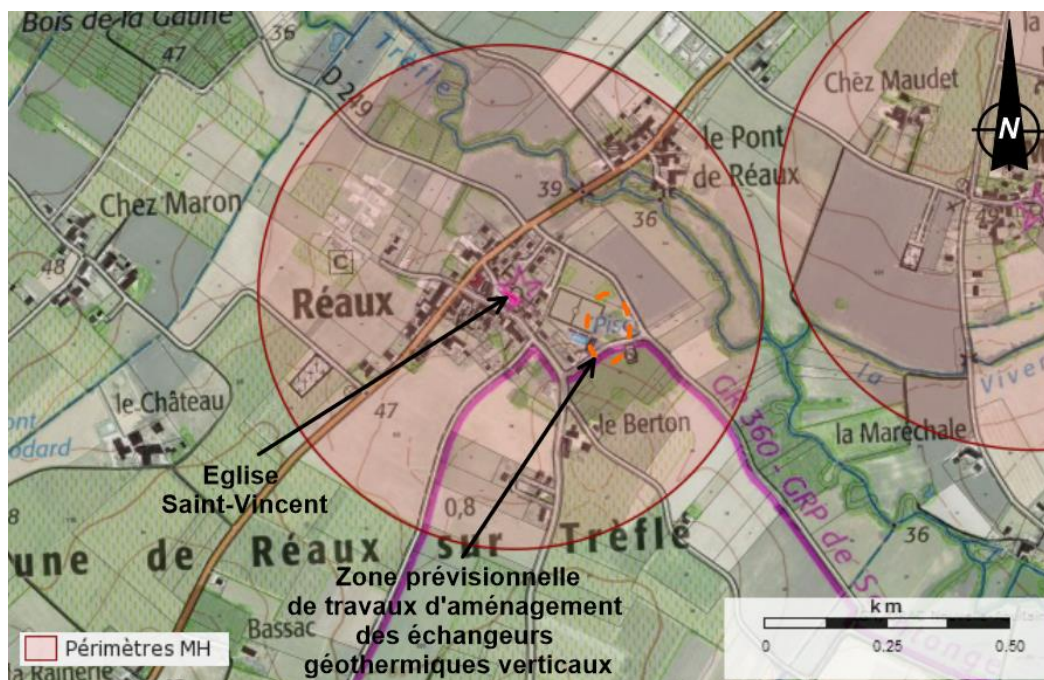 Bois de la Gaune
47
36
D 249
Trèfle
Chez Maudet
N
le Pont
de Réaux
39
36
49
Chez Maron
48
C
Réaux
Pisc
la
le Château
47
le Berton
la Maréchale
GR 360 - GRP de S
Eglise
Saint-Vincent
0,8
36
une de Réaux sur Trèfle
Zone prévisionnelle
de travaux d'aménagement
des échangeurs
géothermiques verticaux
Bassac
km
0 0.25 0.50
Périmètres MH
la Rainerie